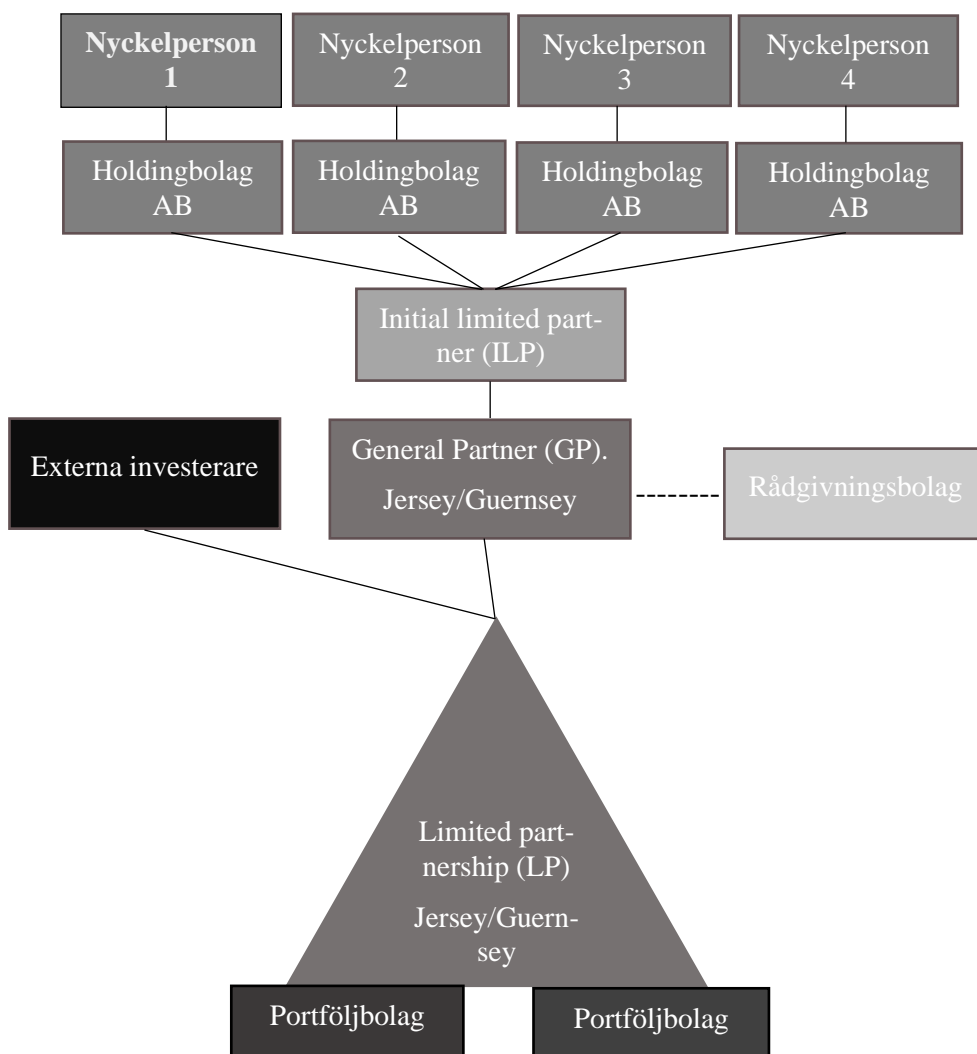 Nyckelperson
1
Nyckelperson
2
Nyckelperson
3
Nyckelperson
4
Holdingbolag
AB
Holdingbolag
AB
Holdingbolag
AB
Holdingbolag
AB
Initial limited part-
ner (ILP)
Externa investerare
General Partner (GP).
Jersey/Guernsey
Rådgivningsbolag
Limited part-
nership (LP)
Jersey/Guern-
sey
Portföljbolag
Portföljbolag